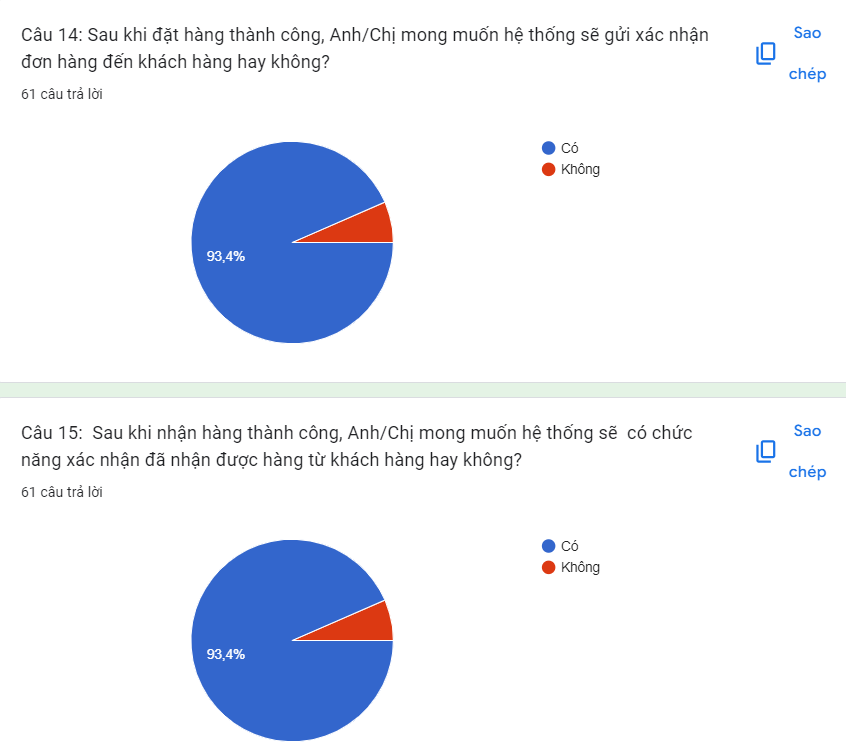 Câu 14: Sau khi đặt hàng thành công, Anh/Chị mong muốn hệ thống sẽ gửi xác nhận
đơn hàng đến khách hàng hay không?
Sao
chép
61 câu trả lời
Có
Không
93,4%
Câu 15:  Sau khi nhận hàng thành công, Anh/Chị mong muốn hệ thống sẽ  có chức
năng xác nhận đã nhận được hàng từ khách hàng hay không?
Sao
chép
61 câu trả lời
Có
Không
93,4%